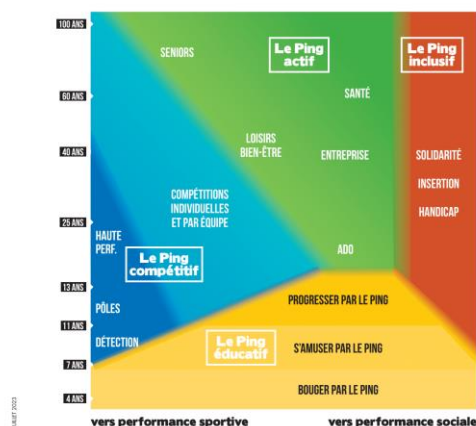 100 ANS
SENIORS
Le Ping
actif
Le Ping
inclusif
60 ANS
SANTÉ
40 ANS
LOISIRS
BIEN-ÊTRE
ENTREPRISE
SOLIDARITÉ
INSERTION
HANDICAP
COMPÉTITIONS
INDIVIDUELLES
ET PAR ÉQUIPE
25 ANS
HAUTE
PERF.
Le Ping
compétitif
ADO
13 ANS
PROGRESSER PAR LE PING
PÔLES
11 ANS
DÉTECTION
Le Ping
éducatif
S'AMUSER PAR LE PING
7 ANS
BOUGER PAR LE PING
4 ANS
vers performance sportive
vers performance sociale